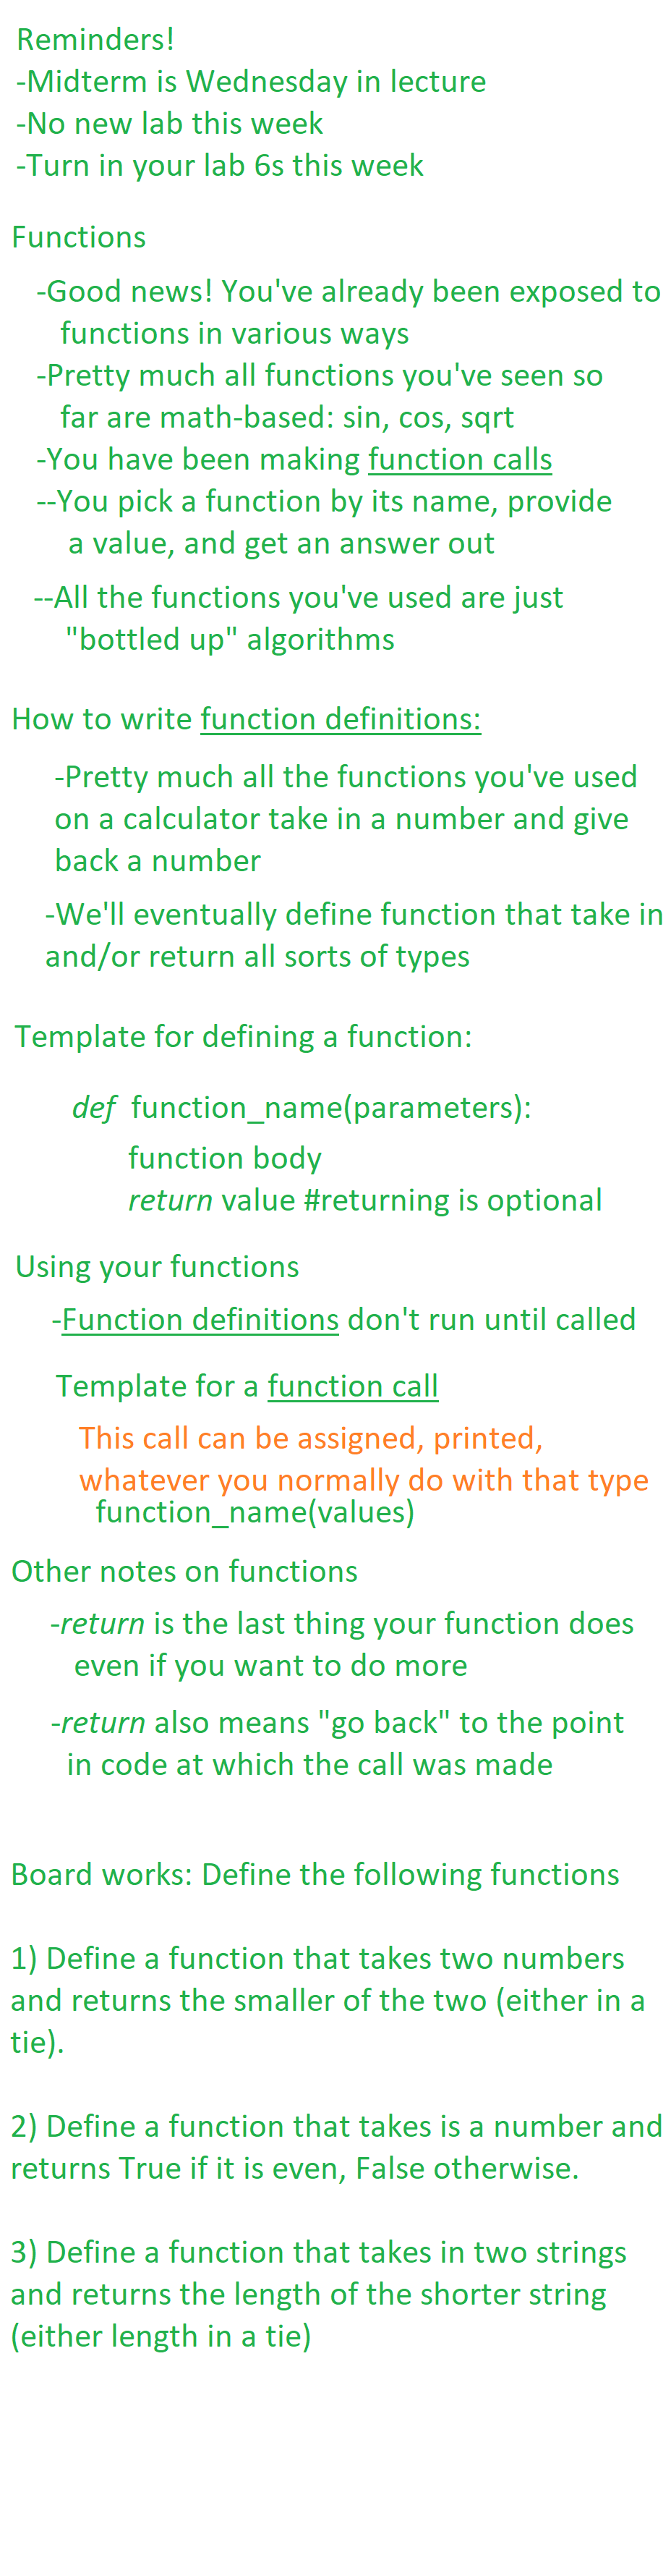 Reminders!
-Midterm is Wednesday in lecture
-No new lab this week
-Turn in your lab 6s this week
Functions
-Good news! You've already been exposed to
functions in various ways
-Pretty much all functions you've seen so
far are math-based: sin, cos, sqrt
-You have been making function calls
--You pick a function by its name, provide
a value, and get an answer out
--All the functions you've used are just
"bottled up" algorithms
How to write function definitions:
-Pretty much all the functions you've used
on a calculator take in a number and give
back a number
-We'll eventually define function that take in
and/or return all sorts of types
Template for defining a function:
def function_name(parameters):
function body
return value #returning is optional
Using your functions
-Function definitions don't run until called
Template for a function call
This call can be assigned, printed,
whatever you normally do with that type
function_name(values)
Other notes on functions
-return is the last thing your function does
even if you want to do more
-return also means "go back" to the point
in code at which the call was made
Board works: Define the following functions
1) Define a function that takes two numbers
and returns the smaller of the two (either in a
tie).
2) Define a function that takes is a number and
returns True if it is even, False otherwise.
3) Define a function that takes in two strings
and returns the length of the shorter string
(either length in a tie)